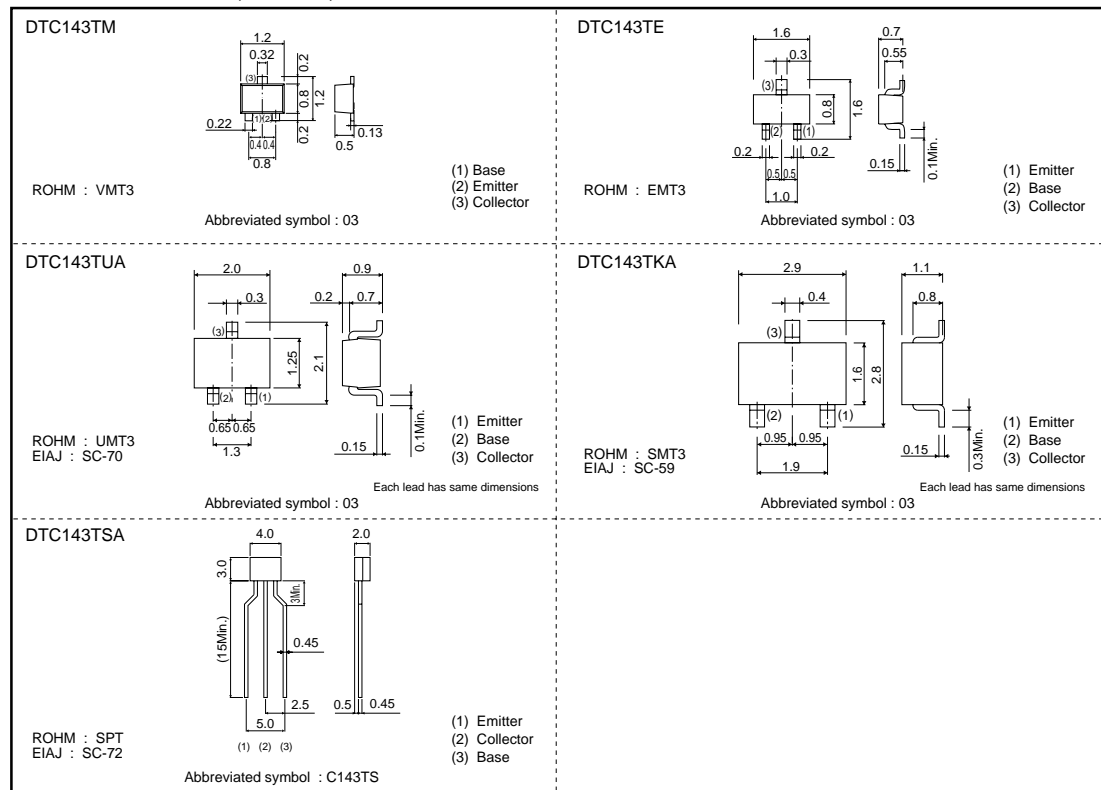 DTC143TM
1.2
0.32
0.2
(3)
0.8
1.2
(1) (2)
0.22
0.2
0.4 0.4
0.8
0.13
0.5
ROHM : VMT3
(1) Base
(2) Emitter
(3) Collector
Abbreviated symbol : 03
DTC143TE
1.6
0.3
0.7
0.55
(3)
0.8
1.6
(2)
(1)
0.2
0.2
0.5 0.5
1.0
0.15
0.1Min.
ROHM : EMT3
(1) Emitter
(2) Base
(3) Collector
Abbreviated symbol : 03
DTC143TUA
2.0
0.3
0.9
0.2
0.7
(3)
1.25
2.1
(2)
(1)
0.65 0.65
1.3
0.15
0.1Min.
ROHM : UMT3
EIAJ : SC-70
(1) Emitter
(2) Base
(3) Collector
Each lead has same dimensions
Abbreviated symbol : 03
DTC143TKA
2.9
0.4
1.1
0.8
(3)
1.6
2.8
(2)
(1)
0.95
0.95
1.9
0.15
0.3Min.
ROHM : SMT3
EIAJ : SC-59
(1) Emitter
(2) Base
(3) Collector
Each lead has same dimensions
Abbreviated symbol : 03
DTC143TSA
4.0
2.0
3.0
3Min.
(15Min.)
0.45
2.5
5.0
0.5
0.45
(1) (2) (3)
ROHM : SPT
EIAJ : SC-72
(1) Emitter
(2) Collector
(3) Base
Abbreviated symbol : C143TS